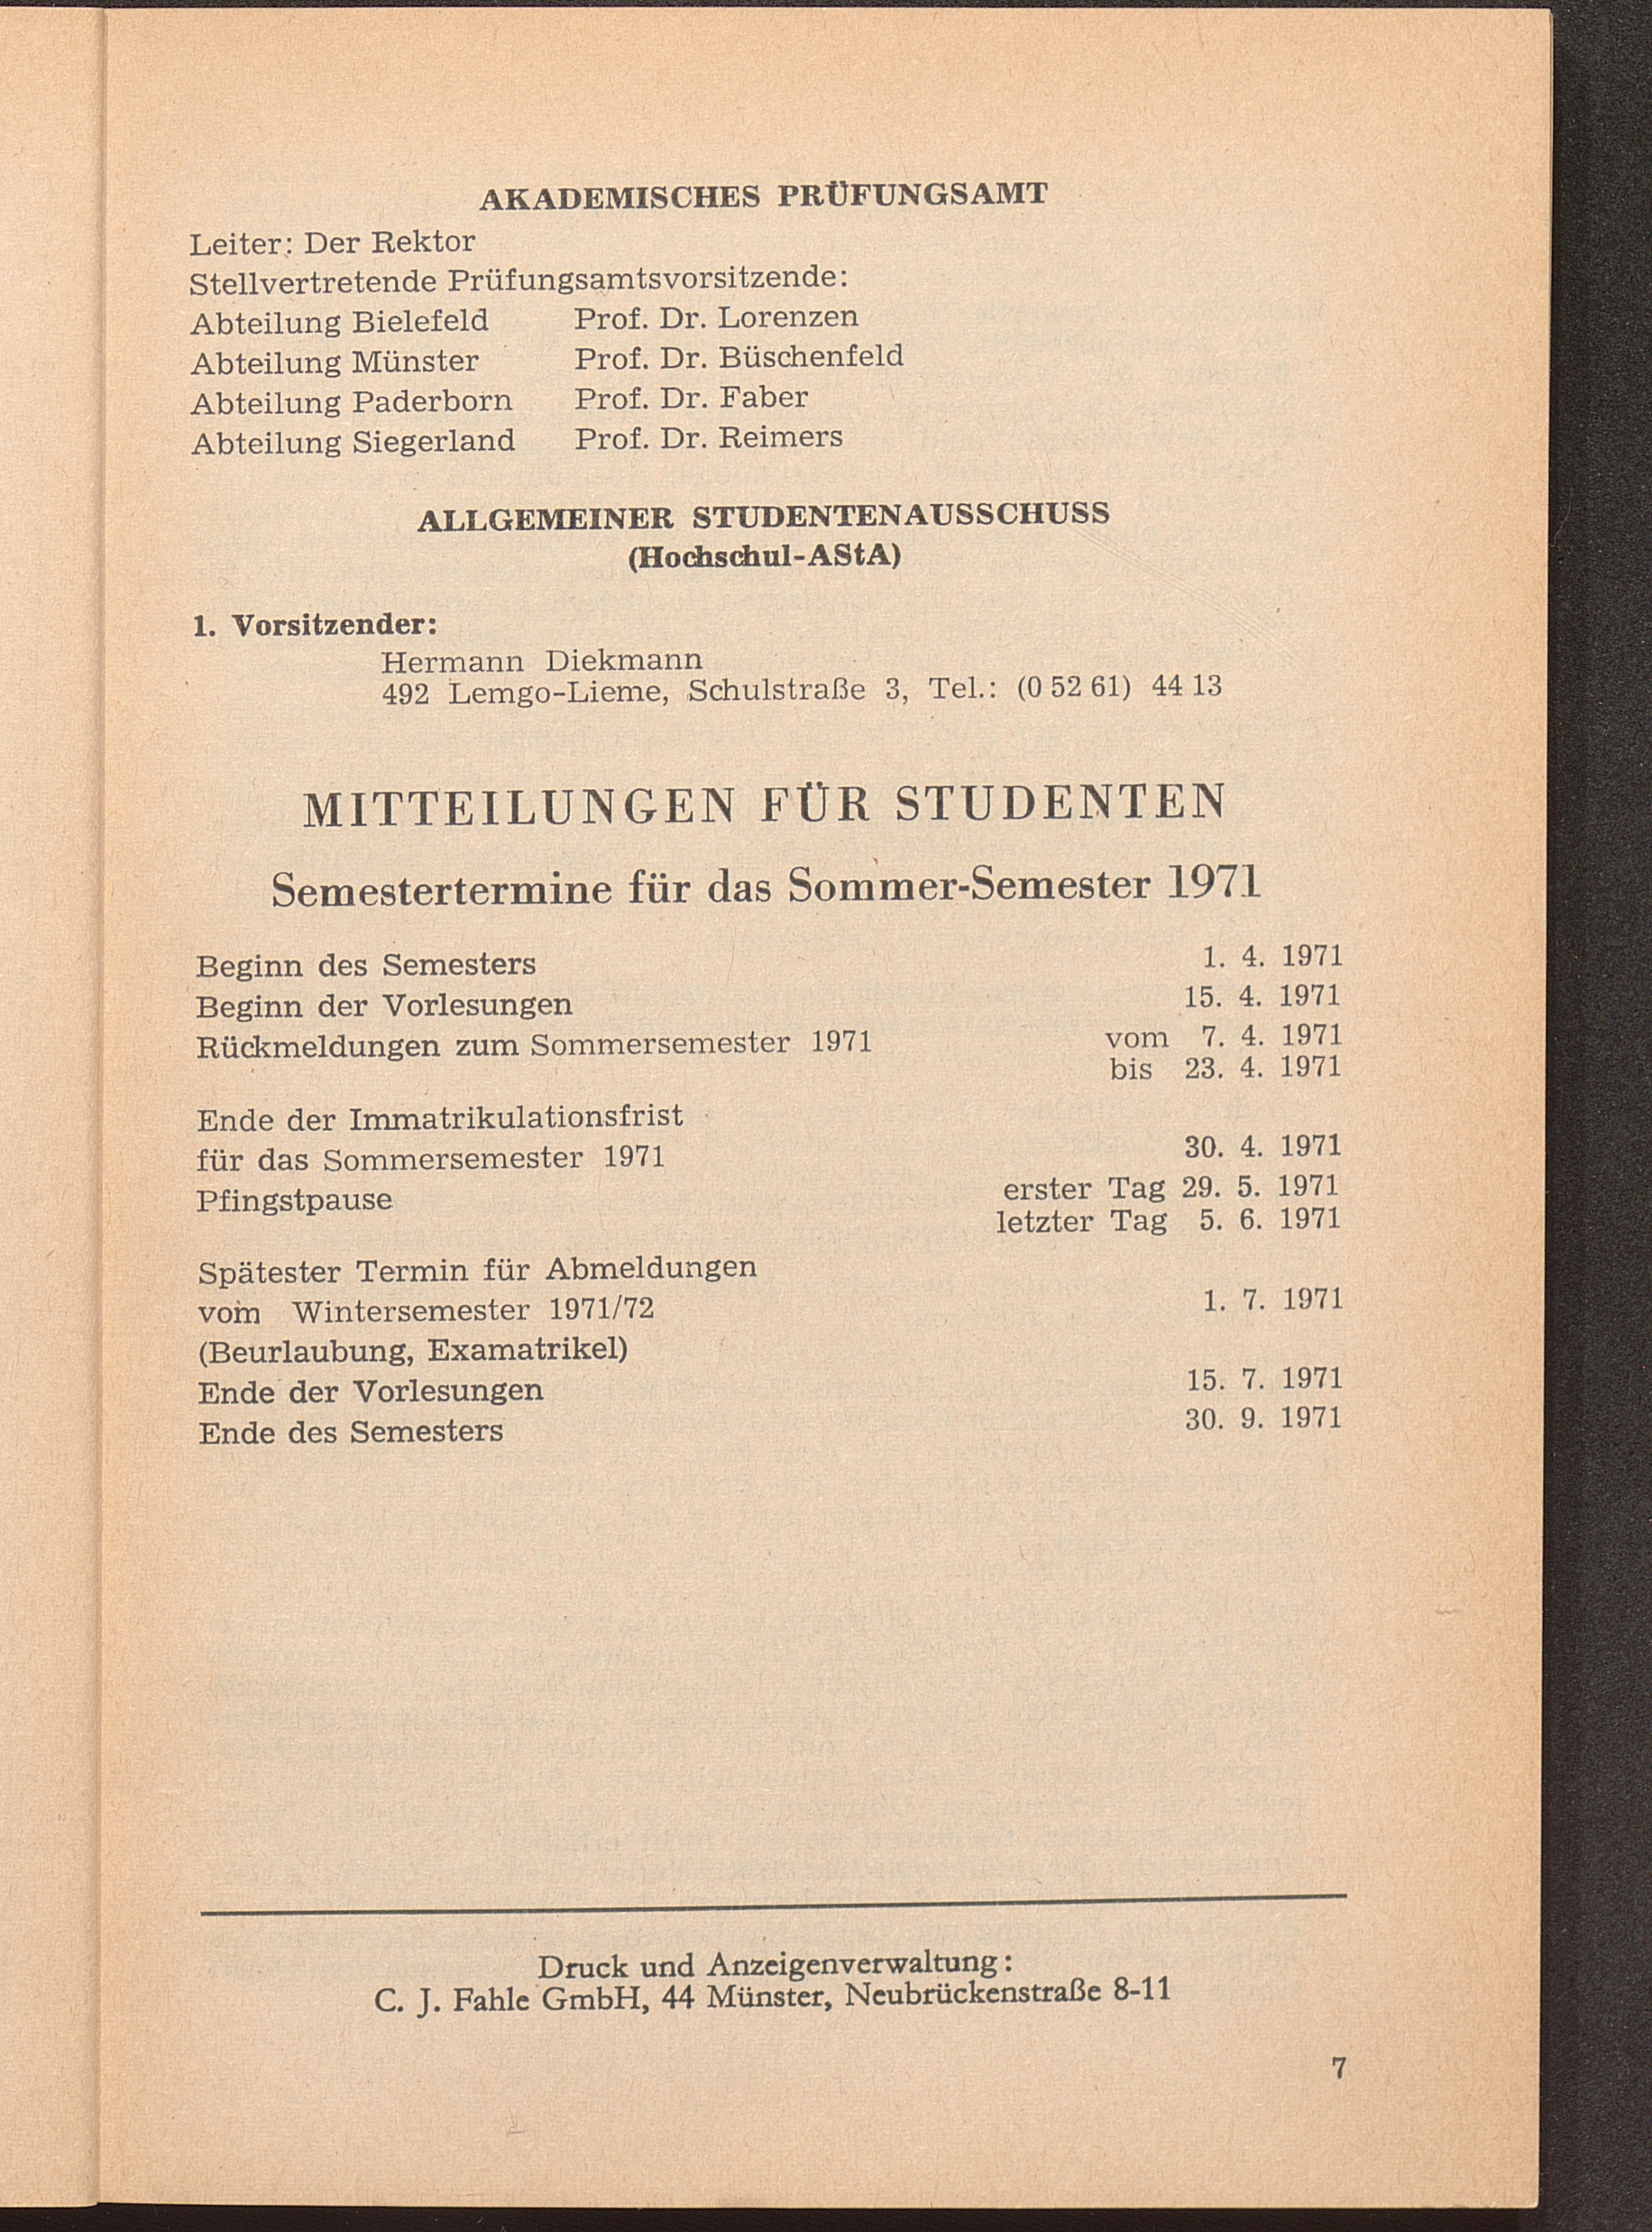 AKADEMISCHES PRÜFUNGSAMT
Leiter: Der Rektor
Stellvertretende Prüfungsamtsvorsitzende:
Abteilung Bielefeld Prof. Dr. Lorenzen
Abteilung Münster Prof. Dr. Büschenfeld
Abteilung Paderborn Prof. Dr. Faber
Abteilung Siegerland Prof. Dr. Reimers
ALLGEMEINER STUDENTENAUSSCHUSS
(Hochschul-AStA)
1. Vorsitzender:
Hermann Diekmann
492 Lemgo-Lieme, Schulstraße 3, Tel.: (0 52 61) 44 13
MITTEILUNGEN FÜR STUDENTEN
Semestertermine für das Sommer-Semester 1971
Beginn des Semesters 1. 4. 1971
Beginn der Vorlesungen 15. 4. 1971
Rückmeldungen zum Sommersemester 1971 vom 7. 4. 1971
bis 23. 4. 1971
Ende der Immatrikulationsfrist
für das Sommersemester 1971 30. 4. 1971
Pfingstpause erster Tag 29. 5. 1971
letzter Tag 5. 6. 1971
Spätester Termin für Abmeldungen
vom Wintersemester 1971/72 1. 7. 1971
(Beurlaubung, Examatrikel)
Ende der Vorlesungen 15. 7. 1971
Ende des Semesters 30. 9. 1971
Druck und Anzeigenverwaltung:
C. J. Fahle GmbH, 44 Münster, Neubrückenstraße 8-11
7